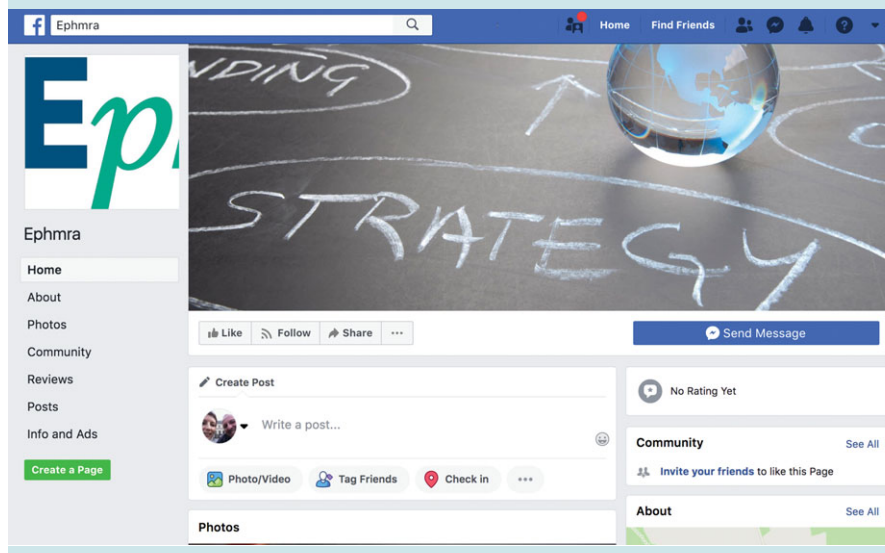 Ephmra
Home
Find Friends
Ep
NDING
STRATEGY
Ephmra
Home
About
Photos
Community
Reviews
Posts
Info and Ads
Create a Page
Like
Follow
Share
Send Message
Create Post
Write a post...
Photo/Video
Tag Friends
Check in
Photos
No Rating Yet
Community
See All
Invite your friends to like this Page
About
See All